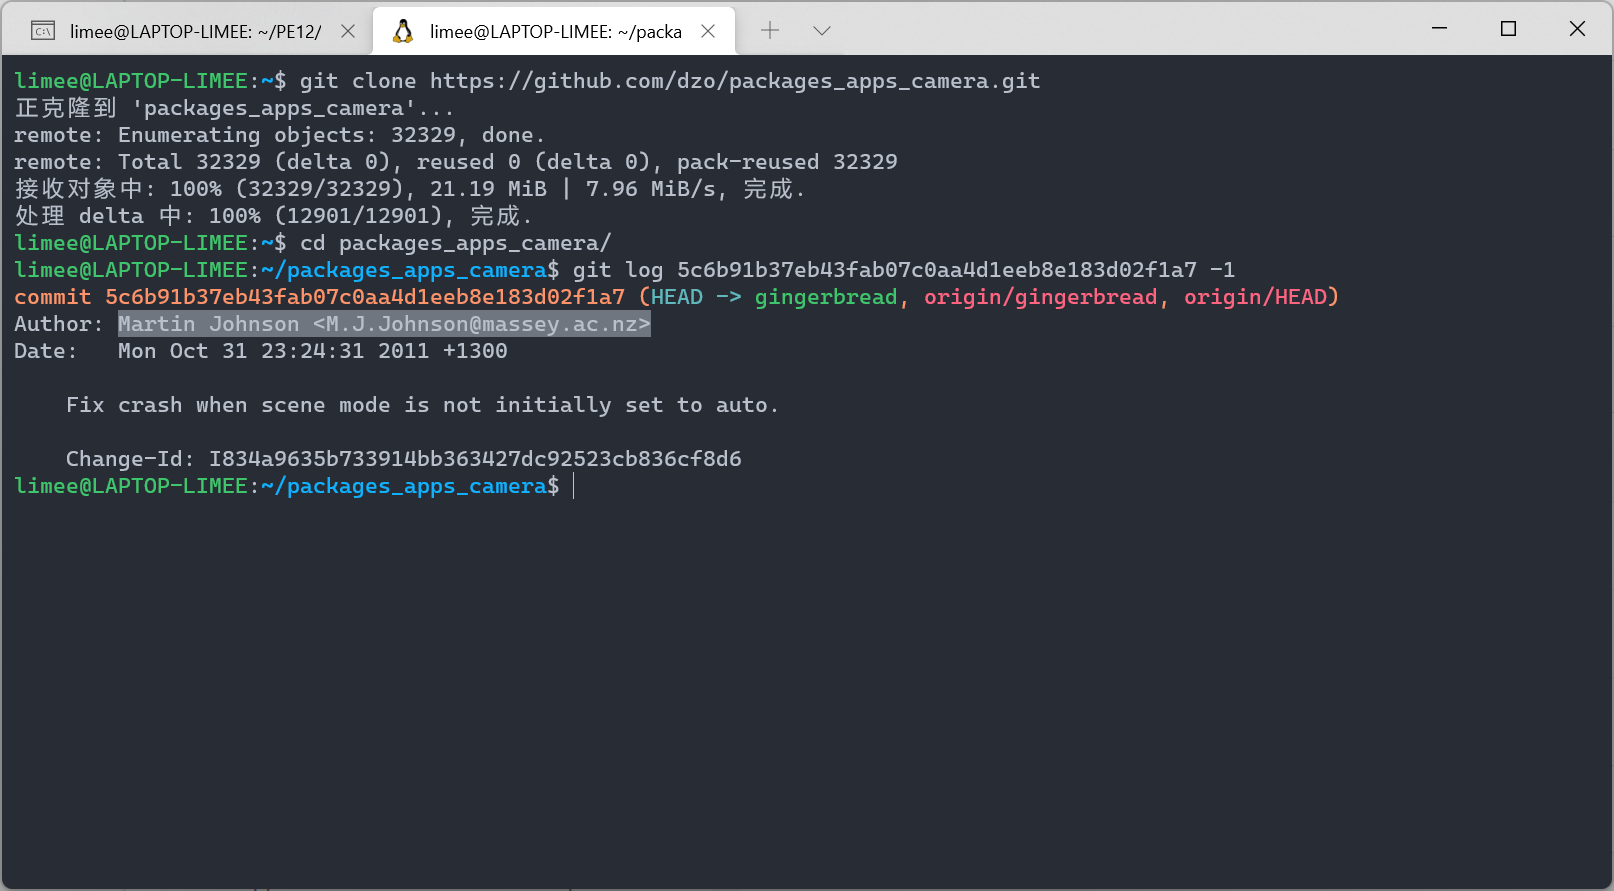 limee@LAPTOP-LIMEE: ~/PE12/
limee@LAPTOP-LIMEE: ~/packa
limee@LAPTOP-LIMEE:~$ git clone https://github.com/dzo/packages_apps_camera.git
正克隆到 'packages_apps_camera'...
remote: Enumerating objects: 32329, done.
remote: Total 32329 (delta 0), reused 0 (delta 0), pack-reused 32329
接收对象中: 100% (32329/32329), 21.19 MiB | 7.96 MiB/s, 完成.
处理 delta 中: 100% (12901/12901), 完成.
limee@LAPTOP-LIMEE:~$ cd packages_apps_camera/
limee@LAPTOP-LIMEE:~/packages_apps_camera$ git log 5c6b91b37eb43fab07c0aa4d1eeb8e183d02f1a7 -1
commit 5c6b91b37eb43fab07c0aa4d1eeb8e183d02f1a7 (HEAD -> gingerbread, origin/gingerbread, origin/HEAD)
Author: Martin Johnson <M.J.Johnson@massey.ac.nz>
Date:   Mon Oct 31 23:24:31 2011 +1300
    Fix crash when scene mode is not initially set to auto.
    Change-Id: I834a9635b733914bb363427dc92523cb836cf8d6
limee@LAPTOP-LIMEE:~/packages_apps_camera$